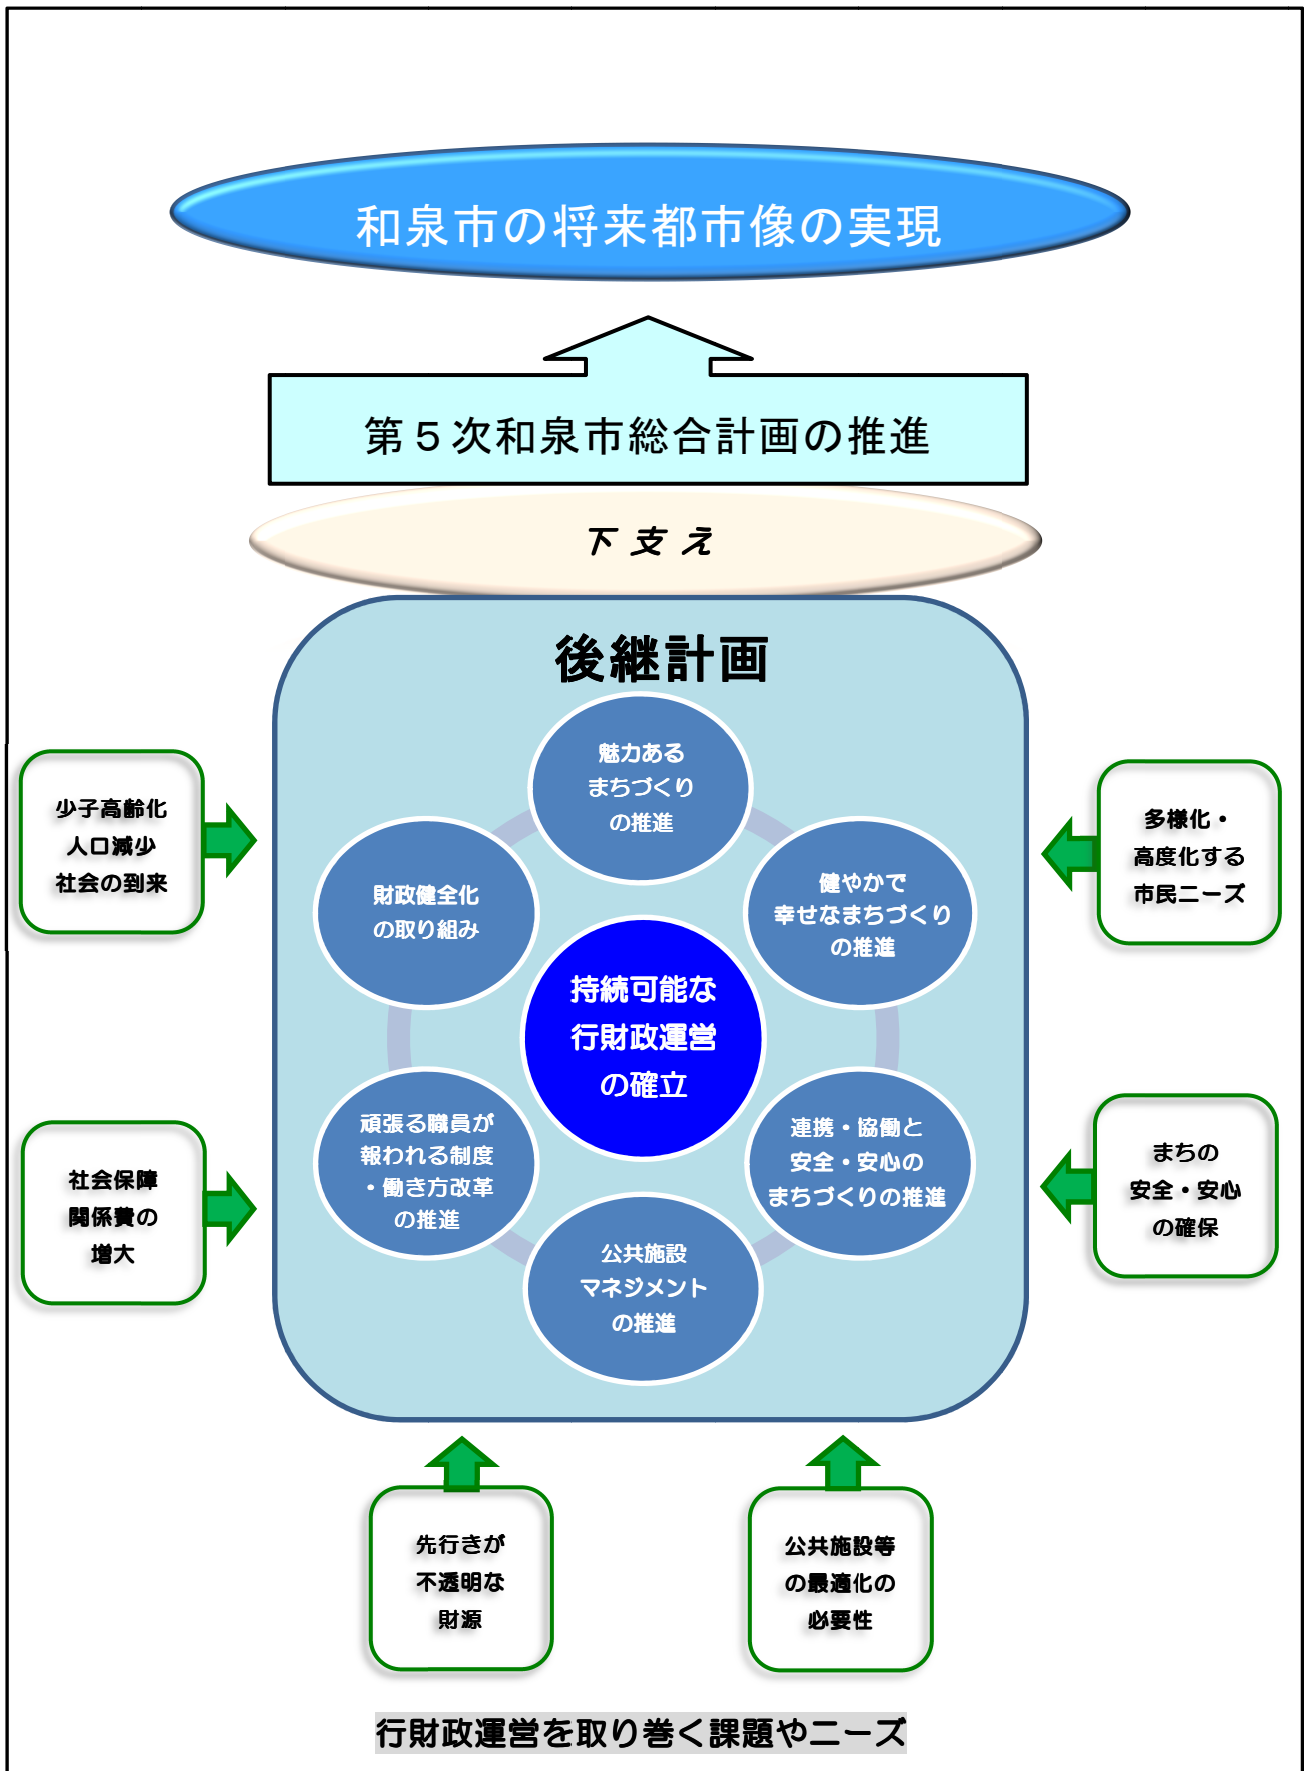 和泉市の将来都市像の実現
第５次和泉市総合計画の推進
下支え
後継計画
魅力ある
まちづくり
の推進
健やかで
幸せなまちづくり
の推進
連携・協働と
安全・安心の
まちづくりの推進
公共施設
マネジメント
の推進
頑張る職員が
報われる制度
・働き方改革
の推進
財政健全化
の取り組み
持続可能な
行財政運営
の確立
少子高齢化
人口減少
社会の到来
社会保障
関係費の
増大
多様化・
高度化する
市民ニーズ
まちの
安全・安心
の確保
先行きが
不透明な
財源
公共施設等
の最適化の
必要性
行財政運営を取り巻く課題やニーズ